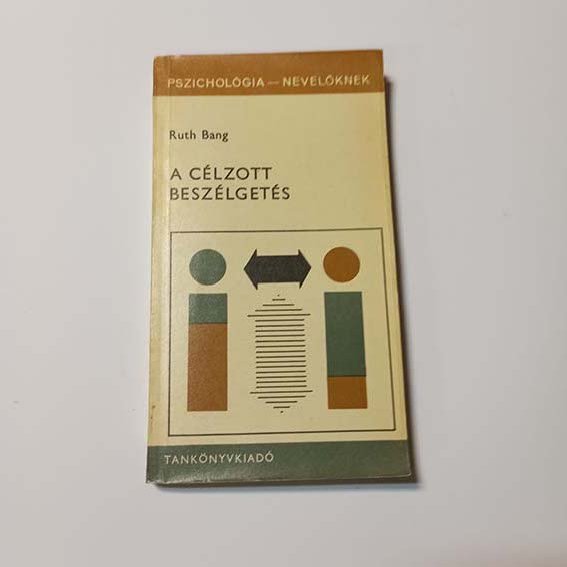 PSZICHOLÓGIA — NEVELŐKNEK
Ruth Bang
A CÉLZOTT
BESZÉLGETÉS
TANKÖNYVKIADÓ